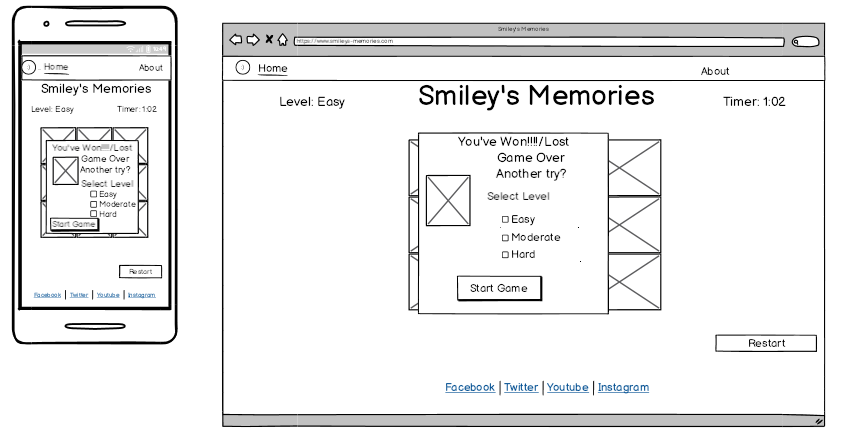 Home
About
Smiley's Memories
Level: Easy
Timer: 1:02
You've Won!!!!/Lost
Game Over
Another try?
Select Level
Easy
Moderate
Hard
Start Game
Restart
Facebook
Twitter
Youtube
Instagram
Smiley's Memories
https://www.smileys-memories.com
Home
About
Smiley's Memories
Level: Easy
Timer: 1:02
You've Won!!!!/Lost
Game Over
Another try?
Select Level
Easy
Moderate
Hard
Start Game
Restart
Facebook
Twitter
Youtube
Instagram